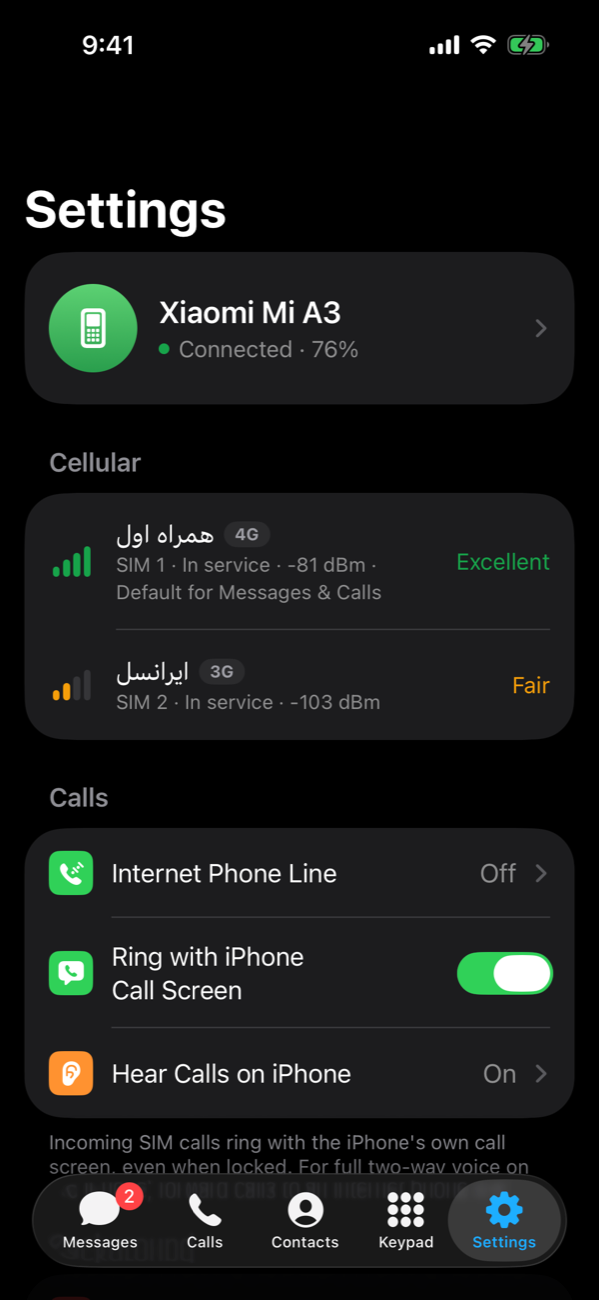 9:41
Settings
Xiaomi Mi A3
Connected · 76%
Cellular
همراه اول 4G
SIM 1 · In service · -81 dBm ·
Default for Messages & Calls
Excellent
ایرانسل 3G
SIM 2 · In service · -103 dBm
Fair
Calls
Internet Phone Line
Off
Ring with iPhone
Call Screen
Hear Calls on iPhone
On
Incoming SIM calls ring with the iPhone's own call
screen, even when locked. For full two-way voice on
2
Messages
Calls
Contacts
Keypad
Settings